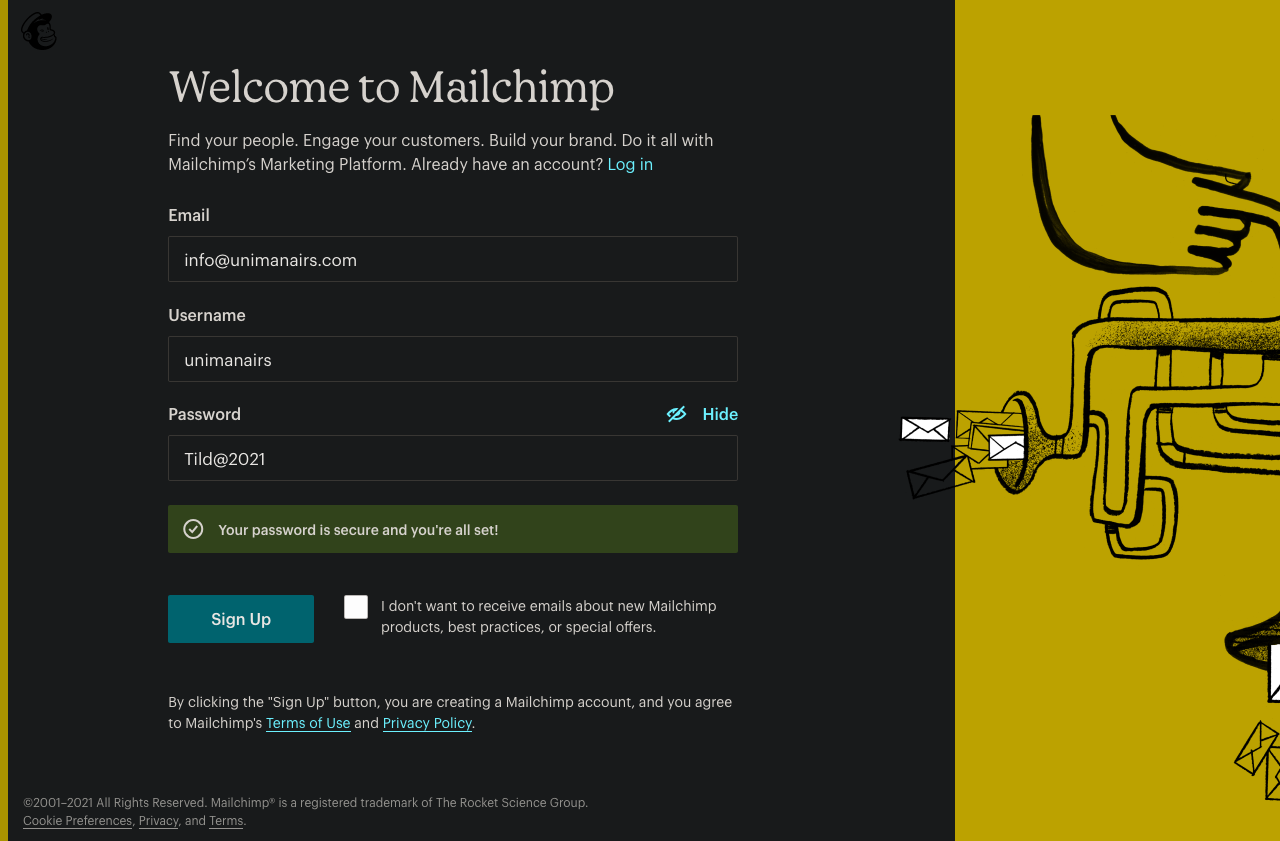 Welcome to Mailchimp
Find your people. Engage your customers. Build your brand. Do it all with
Mailchimp’s Marketing Platform. Already have an account? Log in
Email
info@unimanairs.com
Username
unimanairs
Password
Hide
Tild@2021
Your password is secure and you're all set!
Sign Up
I don't want to receive emails about new Mailchimp
products, best practices, or special offers.
By clicking the "Sign Up" button, you are creating a Mailchimp account, and you agree
to Mailchimp's Terms of Use and Privacy Policy.
©2001–2021 All Rights Reserved. Mailchimp® is a registered trademark of The Rocket Science Group.
Cookie Preferences, Privacy, and Terms.